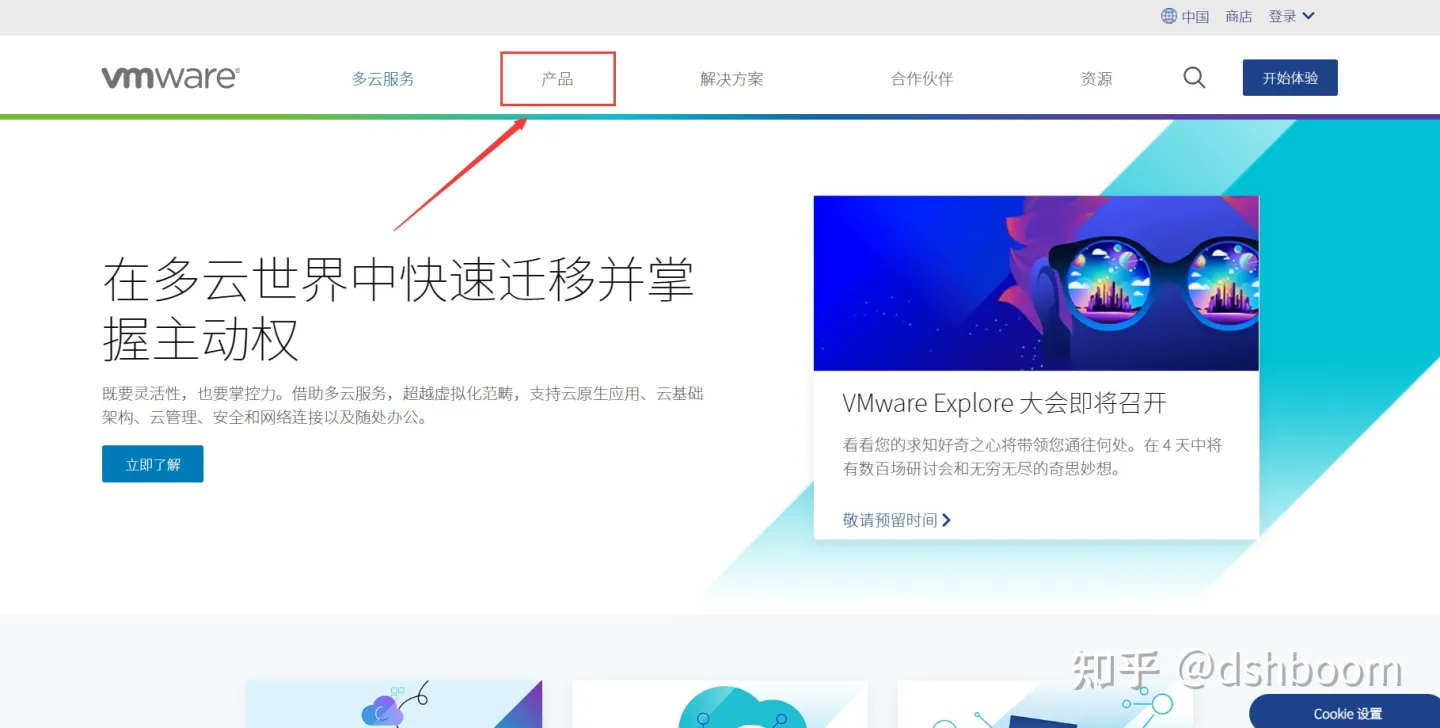 中国 商店 登录
vmware 多云服务 产品 解决方案 合作伙伴 资源 开始体验
在多云世界中快速迁移并掌
握主动权
既要灵活性，也要掌控力。借助多云服务，超越虚拟化范畴，支持云原生应用、云基础
架构、云管理、安全和网络连接以及随处办公。
立即了解
VMware Explore 大会即将召开
看看您的求知好奇之心将带领您通往何处。在 4 天中将
有数百场研讨会和无穷无尽的奇思妙想。
敬请预留时间
知乎 @dshboom
Cookie 设置